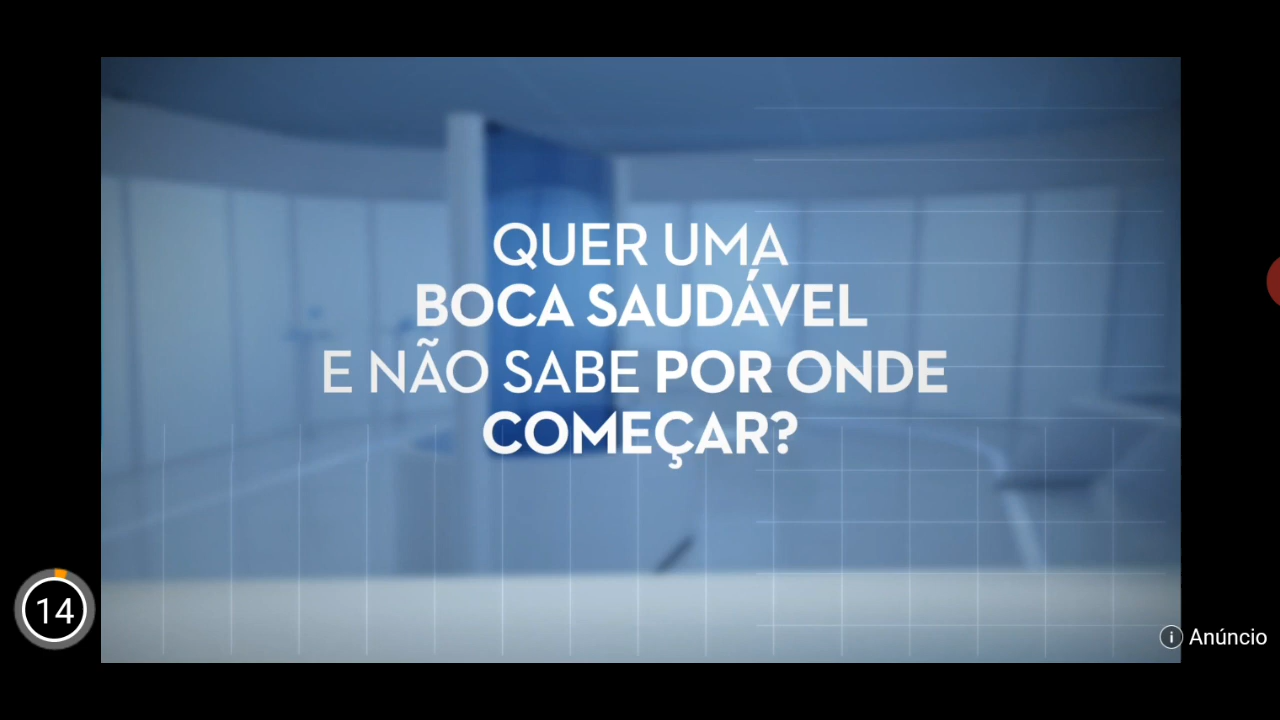 QUER UMA
BOCA SAUDÁVEL
E NÃO SABE POR ONDE
COMEÇAR?
14
i Anúncio